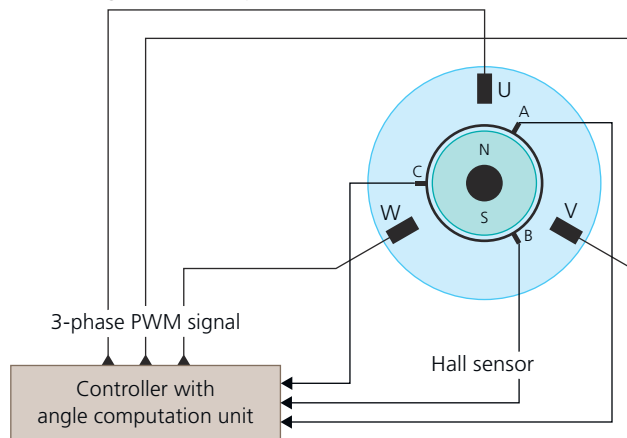 U
A
N
C
W
S
B
V
3-phase PWM signal
Hall sensor
Controller with
angle computation unit